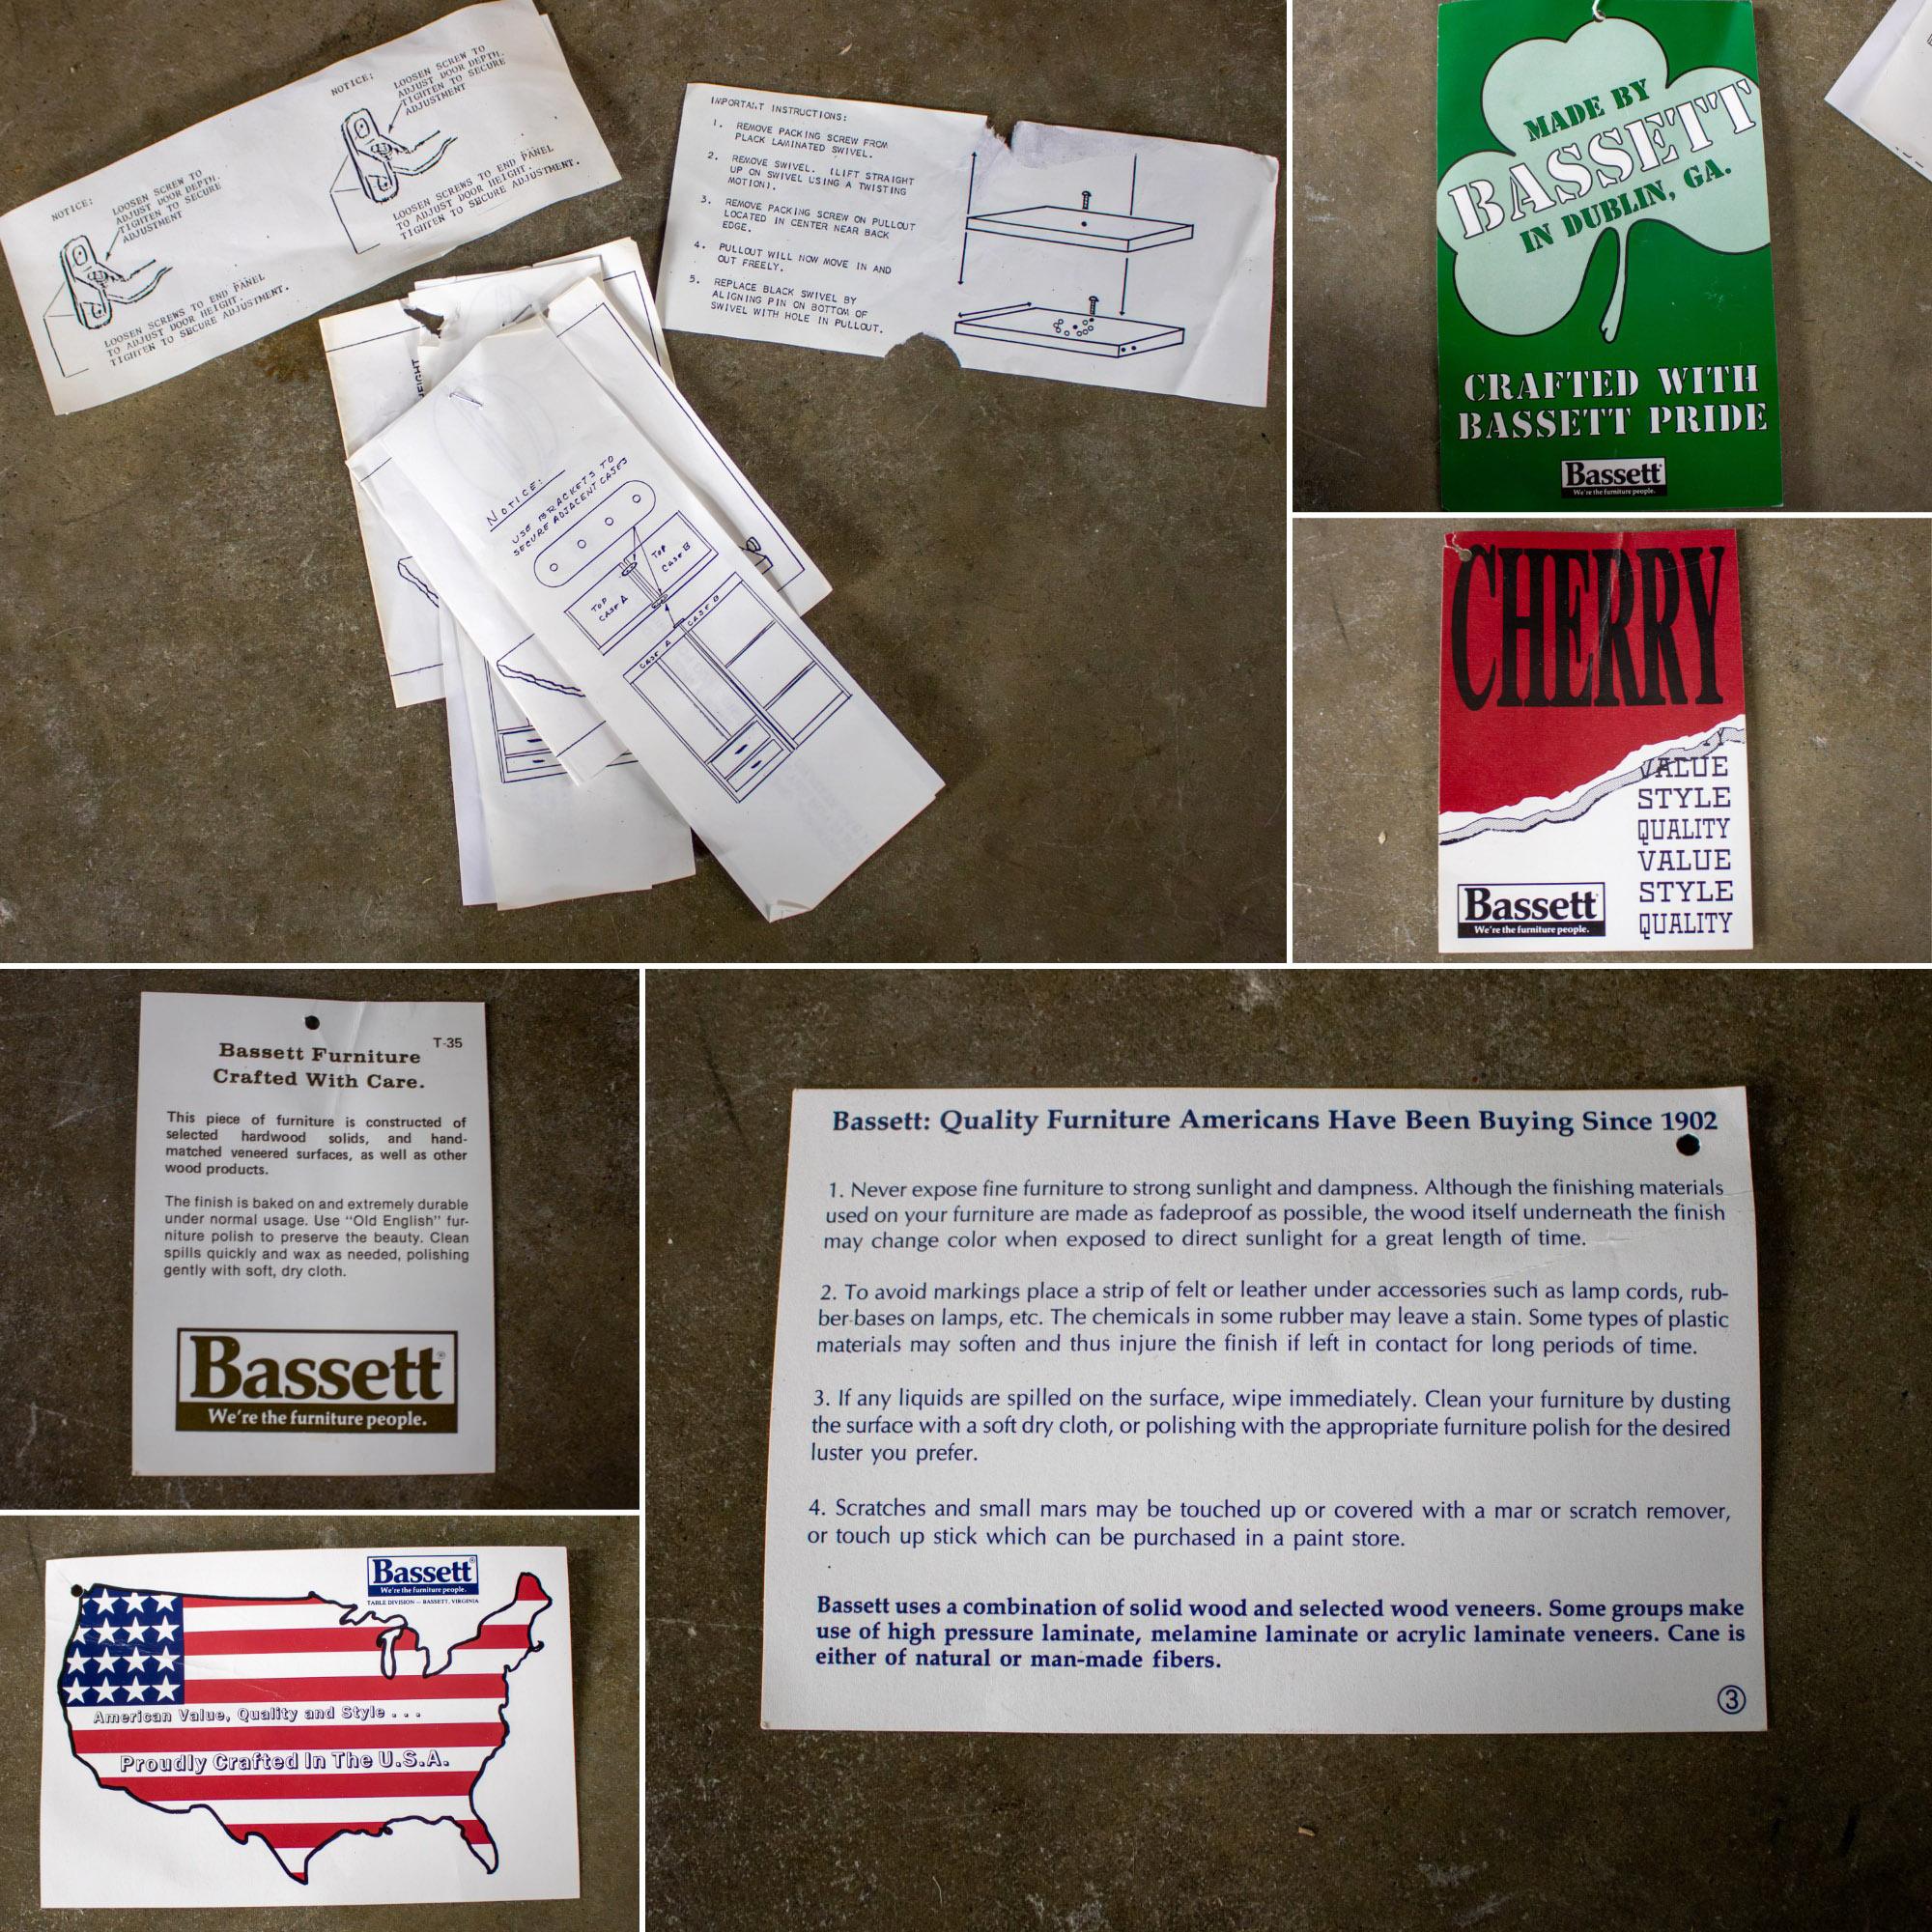 NOTICE:
LOOSEN SCREW TO
ADJUST DOOR DEPTH.
TIGHTEN TO SECURE
ADJUSTMENT
LOOSEN SCREWS TO END PANEL
TO ADJUST DOOR HEIGHT.
TIGHTEN TO SECURE ADJUSTMENT.
NOTICE:
LOOSEN SCREW TO
ADJUST DOOR DEPTH.
TIGHTEN TO SECURE
ADJUSTMENT
LOOSEN SCREWS TO END PANEL
TO ADJUST DOOR HEIGHT.
TIGHTEN TO SECURE ADJUSTMENT.
IMPORTANT INSTRUCTIONS:
1. REMOVE PACKING SCREW FROM
PLACK LAMINATED SWIVEL.
2. REMOVE SWIVEL. (LIFT STRAIGHT
UP ON SWIVEL USING A TWISTING
MOTION).
3. REMOVE PACKING SCREW ON PULLOUT
LOCATED IN CENTER NEAR BACK
EDGE.
4. PULLOUT WILL NOW MOVE IN AND
OUT FREELY.
5. REPLACE BLACK SWIVEL BY
ALIGNING PIN ON BOTTOM OF
SWIVEL WITH HOLE IN PULLOUT.
NOTICE:
USE BRACKETS TO
SECURE ADJACENT CASES
TOP
CASE A
TOP
CASE B
CASE A
CASE B
MADE BY
BASSETT
IN DUBLIN, GA.
CRAFTED WITH
BASSETT PRIDE
Bassett
We're the furniture people.
CHERRY
VALUE
STYLE
QUALITY
VALUE
STYLE
QUALITY
Bassett
We're the furniture people.
T-35
Bassett Furniture
Crafted With Care.
This piece of furniture is constructed of
selected hardwood solids, and hand-
matched veneered surfaces, as well as other
wood products.
The finish is baked on and extremely durable
under normal usage. Use "Old English" fur-
niture polish to preserve the beauty. Clean
spills quickly and wax as needed, polishing
gently with soft, dry cloth.
Bassett®
We're the furniture people.
Bassett: Quality Furniture Americans Have Been Buying Since 1902
1. Never expose fine furniture to strong sunlight and dampness. Although the finishing materials
used on your furniture are made as fadeproof as possible, the wood itself underneath the finish
may change color when exposed to direct sunlight for a great length of time.
2. To avoid markings place a strip of felt or leather under accessories such as lamp cords, rub-
ber bases on lamps, etc. The chemicals in some rubber may leave a stain. Some types of plastic
materials may soften and thus injure the finish if left in contact for long periods of time.
3. If any liquids are spilled on the surface, wipe immediately. Clean your furniture by dusting
the surface with a soft dry cloth, or polishing with the appropriate furniture polish for the desired
luster you prefer.
4. Scratches and small mars may be touched up or covered with a mar or scratch remover,
or touch up stick which can be purchased in a paint store.
Bassett uses a combination of solid wood and selected wood veneers. Some groups make
use of high pressure laminate, melamine laminate or acrylic laminate veneers. Cane is
either of natural or man-made fibers.
3
Bassett®
We're the furniture people.
TABLE DIVISION — BASSETT, VIRGINIA
American Value, Quality and Style . . .
Proudly Crafted In The U.S.A.